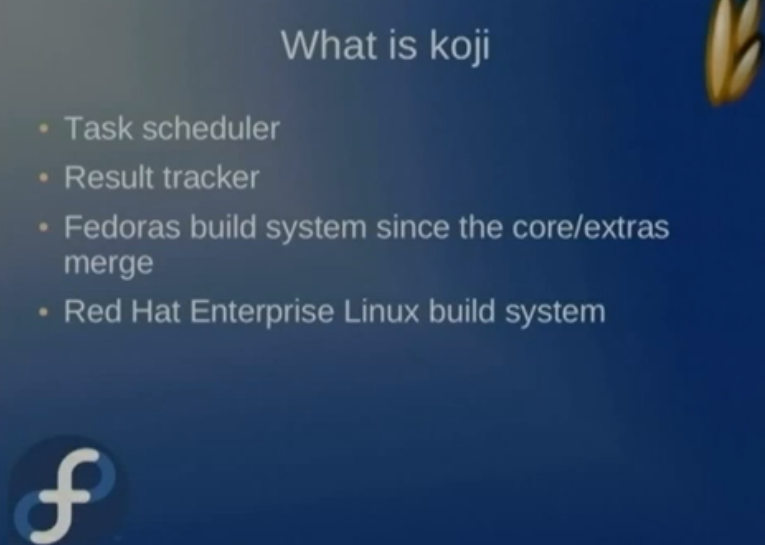 What is koji
• Task scheduler
• Result tracker
• Fedoras build system since the core/extras
merge
• Red Hat Enterprise Linux build system